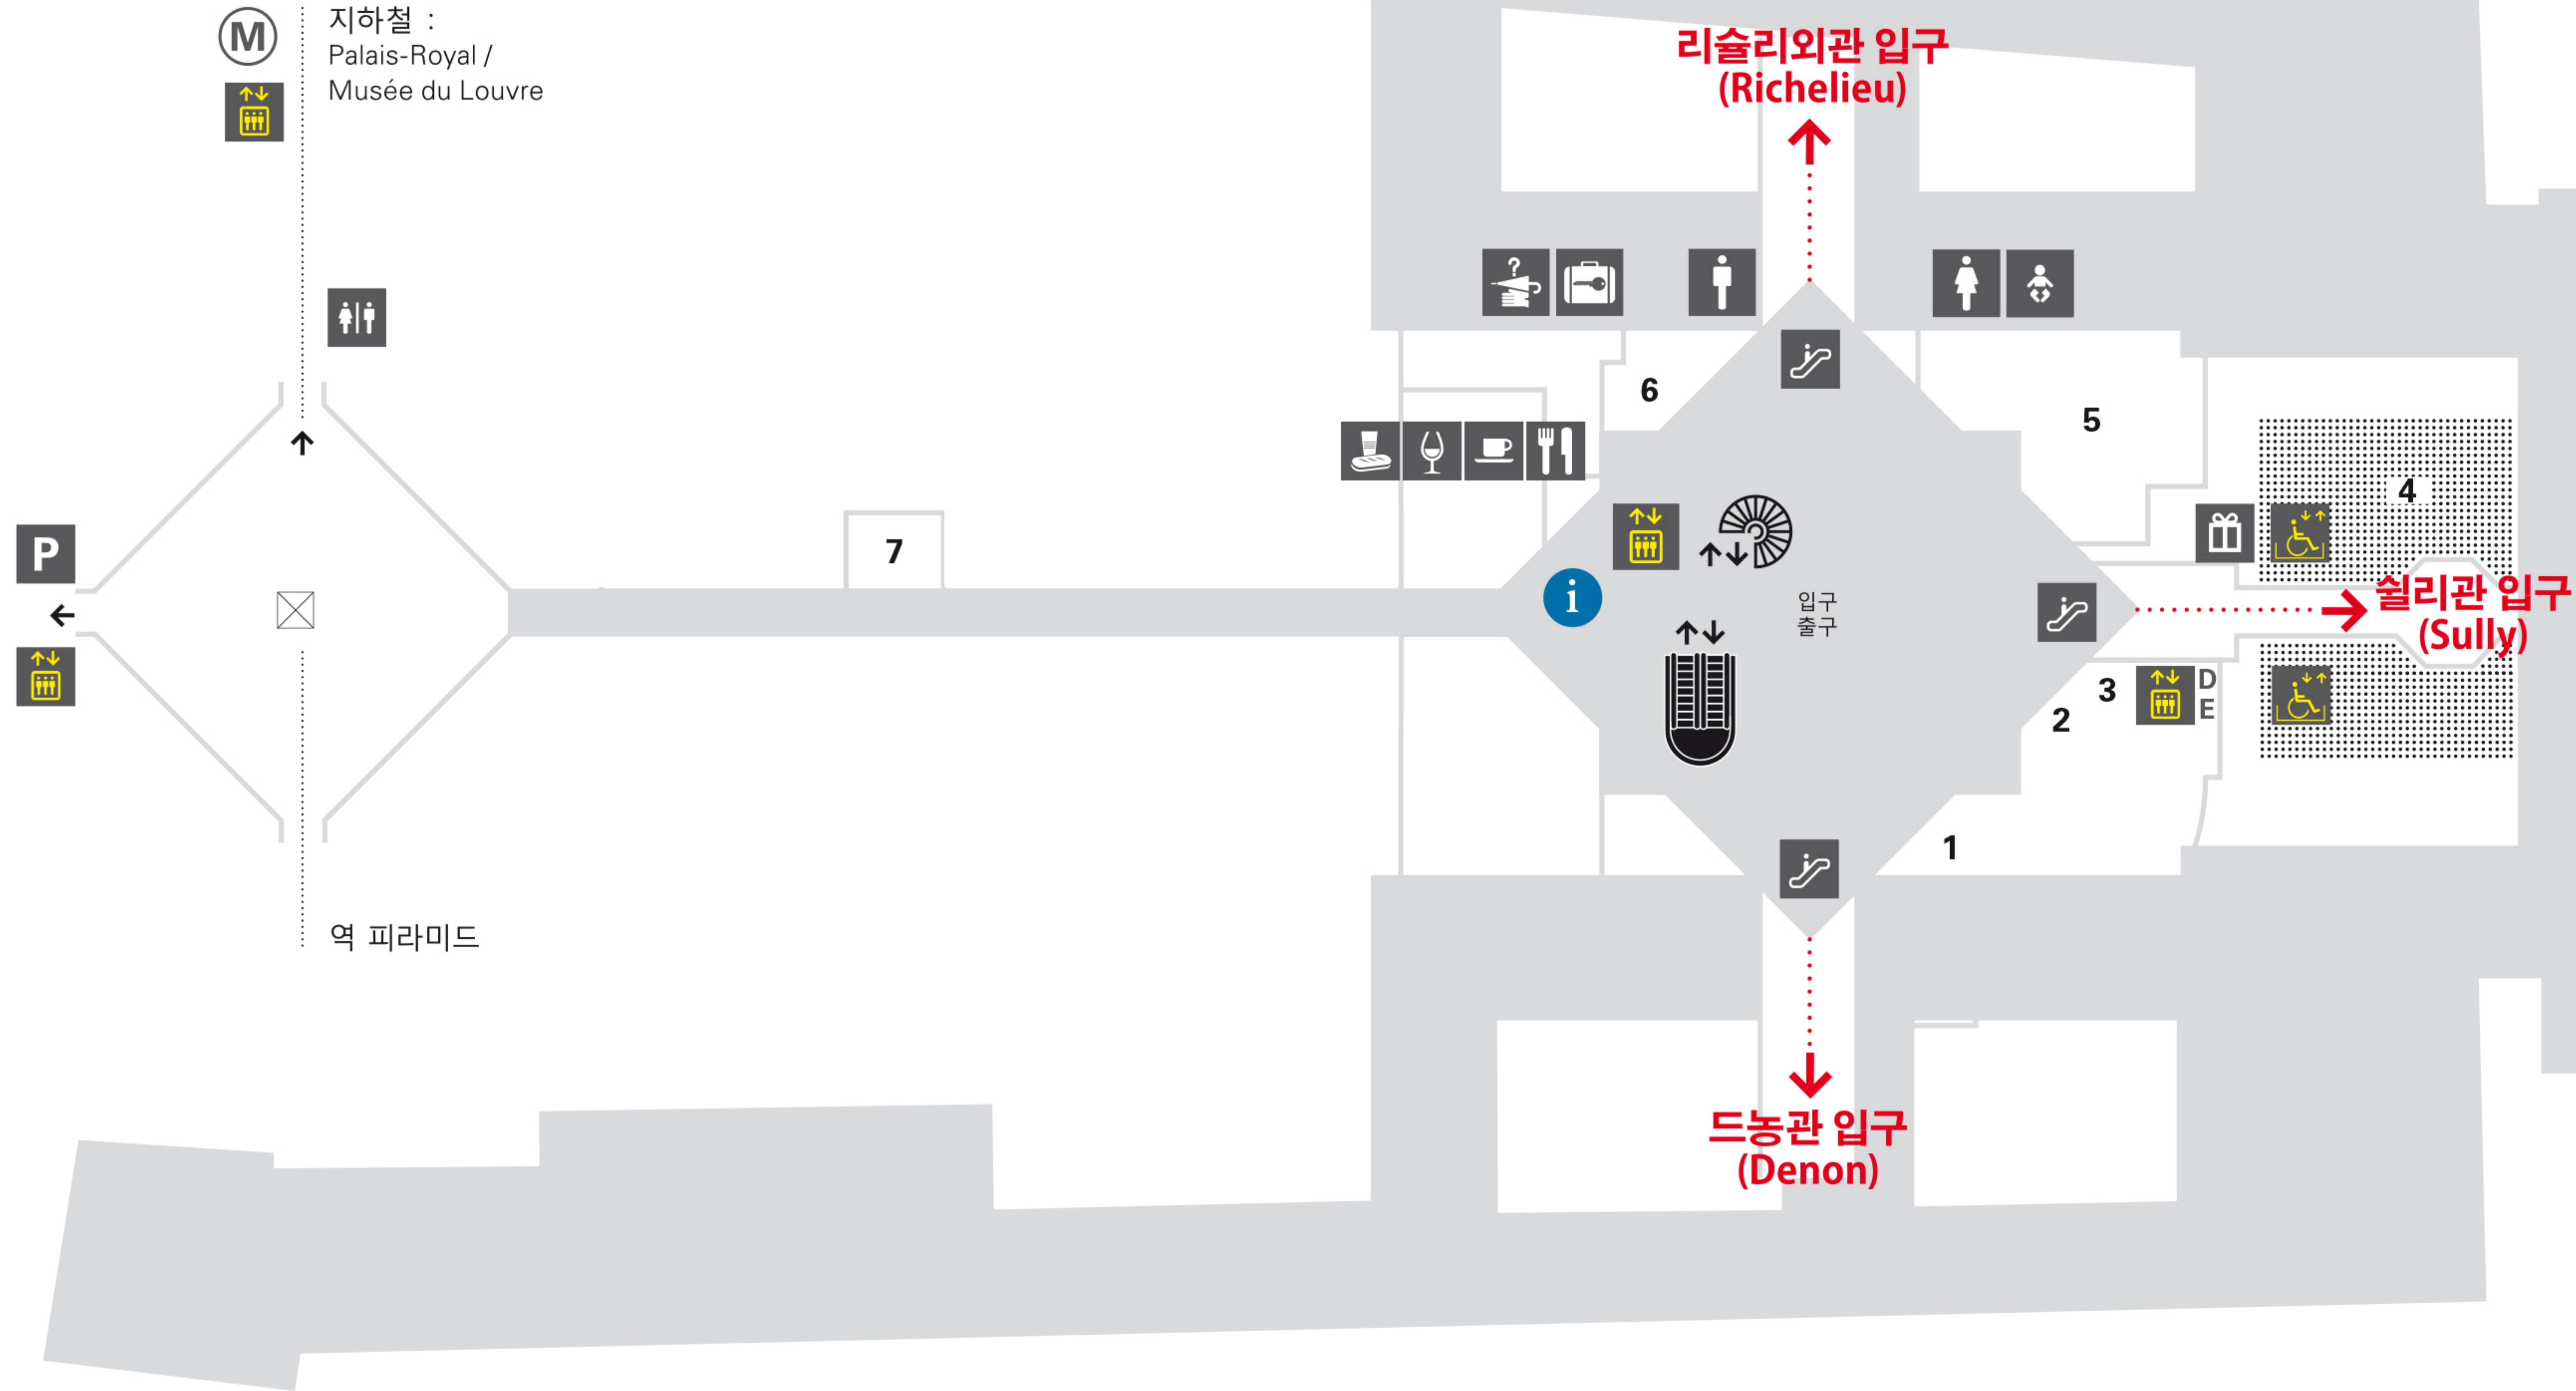 M
지하철 :
Palais-Royal /
Musée du Louvre
리슐리외관 입구
(Richelieu)
?
6
5
4
P
7
i
입구
출구
쉴리관 입구
(Sully)
3
D
E
2
1
역 피라미드
드농관 입구
(Denon)